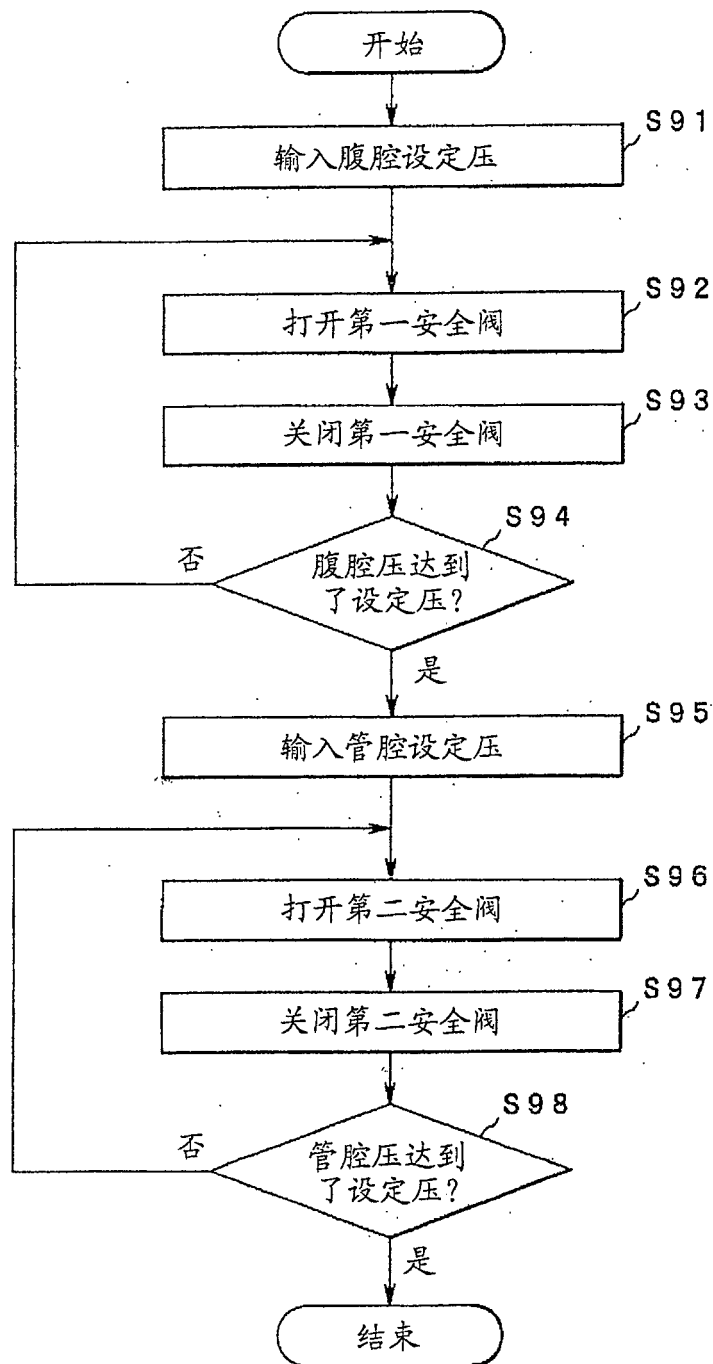 开始
S91
输入腹腔设定压
S92
打开第一安全阀
S93
关闭第一安全阀
S94
腹腔压达到
了设定压?
否
是
S95
输入管腔设定压
S96
打开第二安全阀
S97
关闭第二安全阀
S98
管腔压达到
了设定压?
否
是
结束